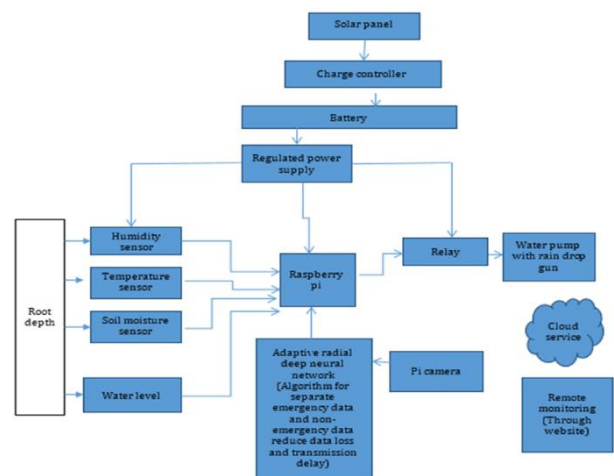 Solar panel
Charge controller
Battery
Regulated power
supply
Humidity
sensor
Temperature
sensor
Soil moisture
sensor
Water level
Root
depth
Raspberry
pi
Relay
Water pump
with rain drop
gun
Adaptive radial
deep neural
network
(Algorithm for
separate
emergency data
and non-
emergency data
reduce data loss
and transmission
delay)
Pi camera
Cloud
service
Remote
monitoring
(Through
website)